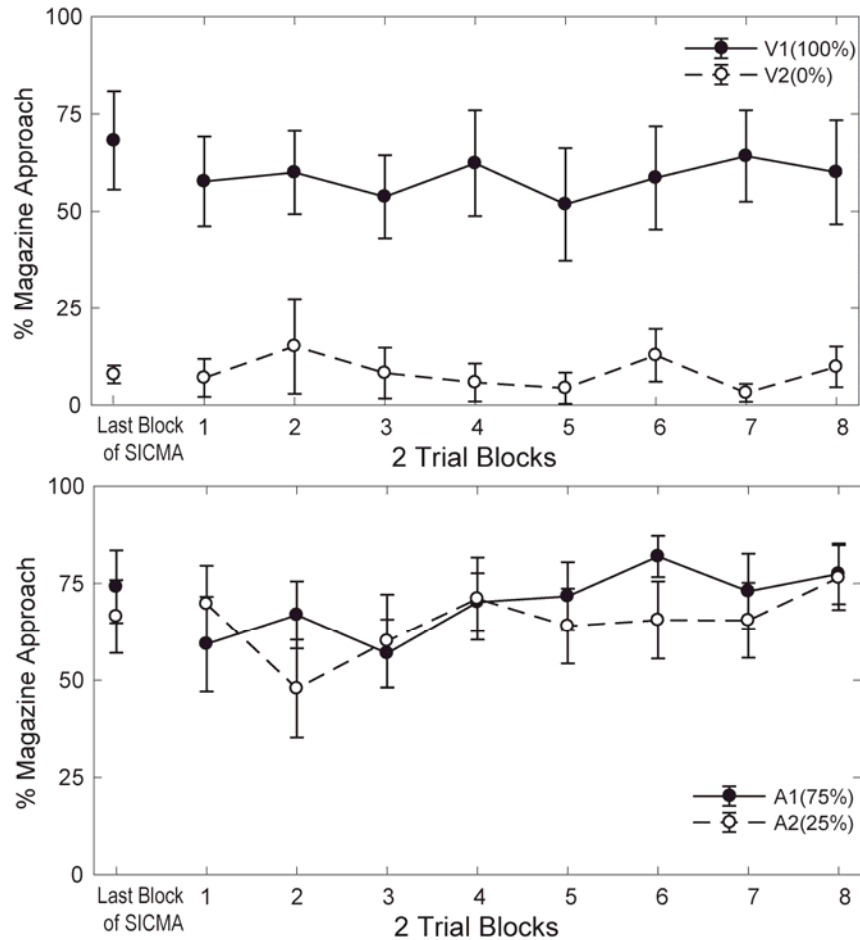 100
V1(100%)
V2(0%)
75
% Magazine Approach
50
25
0
Last Block
of SICMA
1 2 3 4 5 6 7 8
2 Trial Blocks
100
75
% Magazine Approach
50
25
A1(75%)
A2(25%)
0
Last Block
of SICMA
1 2 3 4 5 6 7 8
2 Trial Blocks